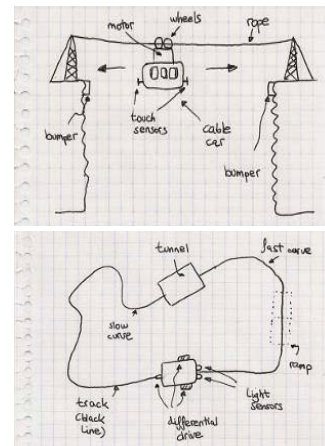 wheels
motor
rope
touch
sensors
cable
car
bumper
bumper
tunnel
fast curve
slow
curve
ramp
track
(black
line)
differential
drive
Light
sensors